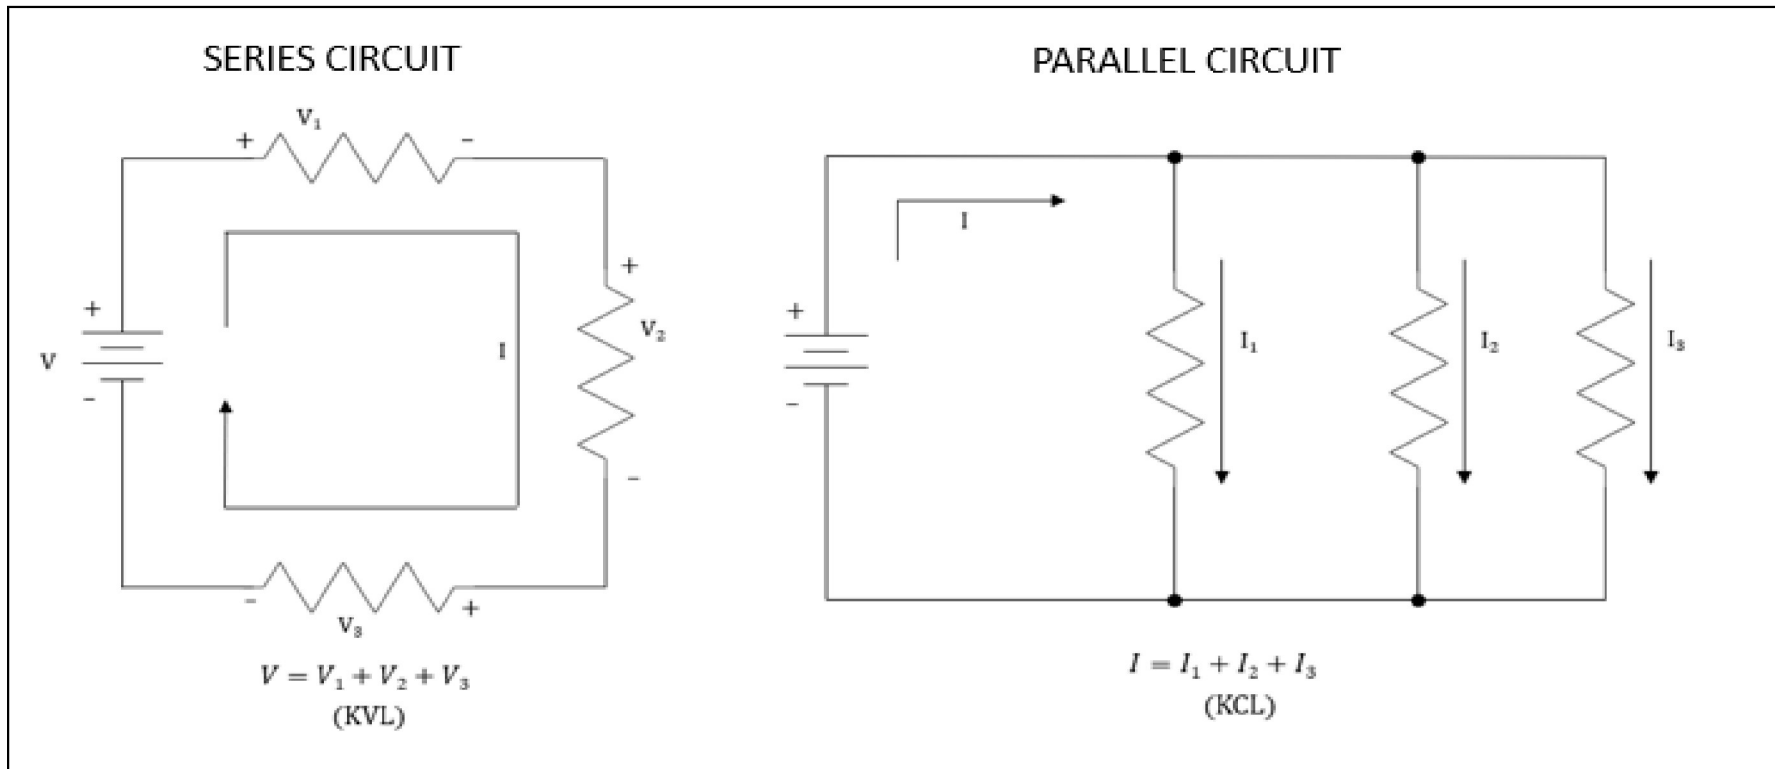 SERIES CIRCUIT
V₁
+ −
+
V₂
+
V
−
I
−
− +
V₃
V = V₁ + V₂ + V₃
(KVL)
PARALLEL CIRCUIT
I
+
−
I₁
I₂
I₃
I = I₁ + I₂ + I₃
(KCL)